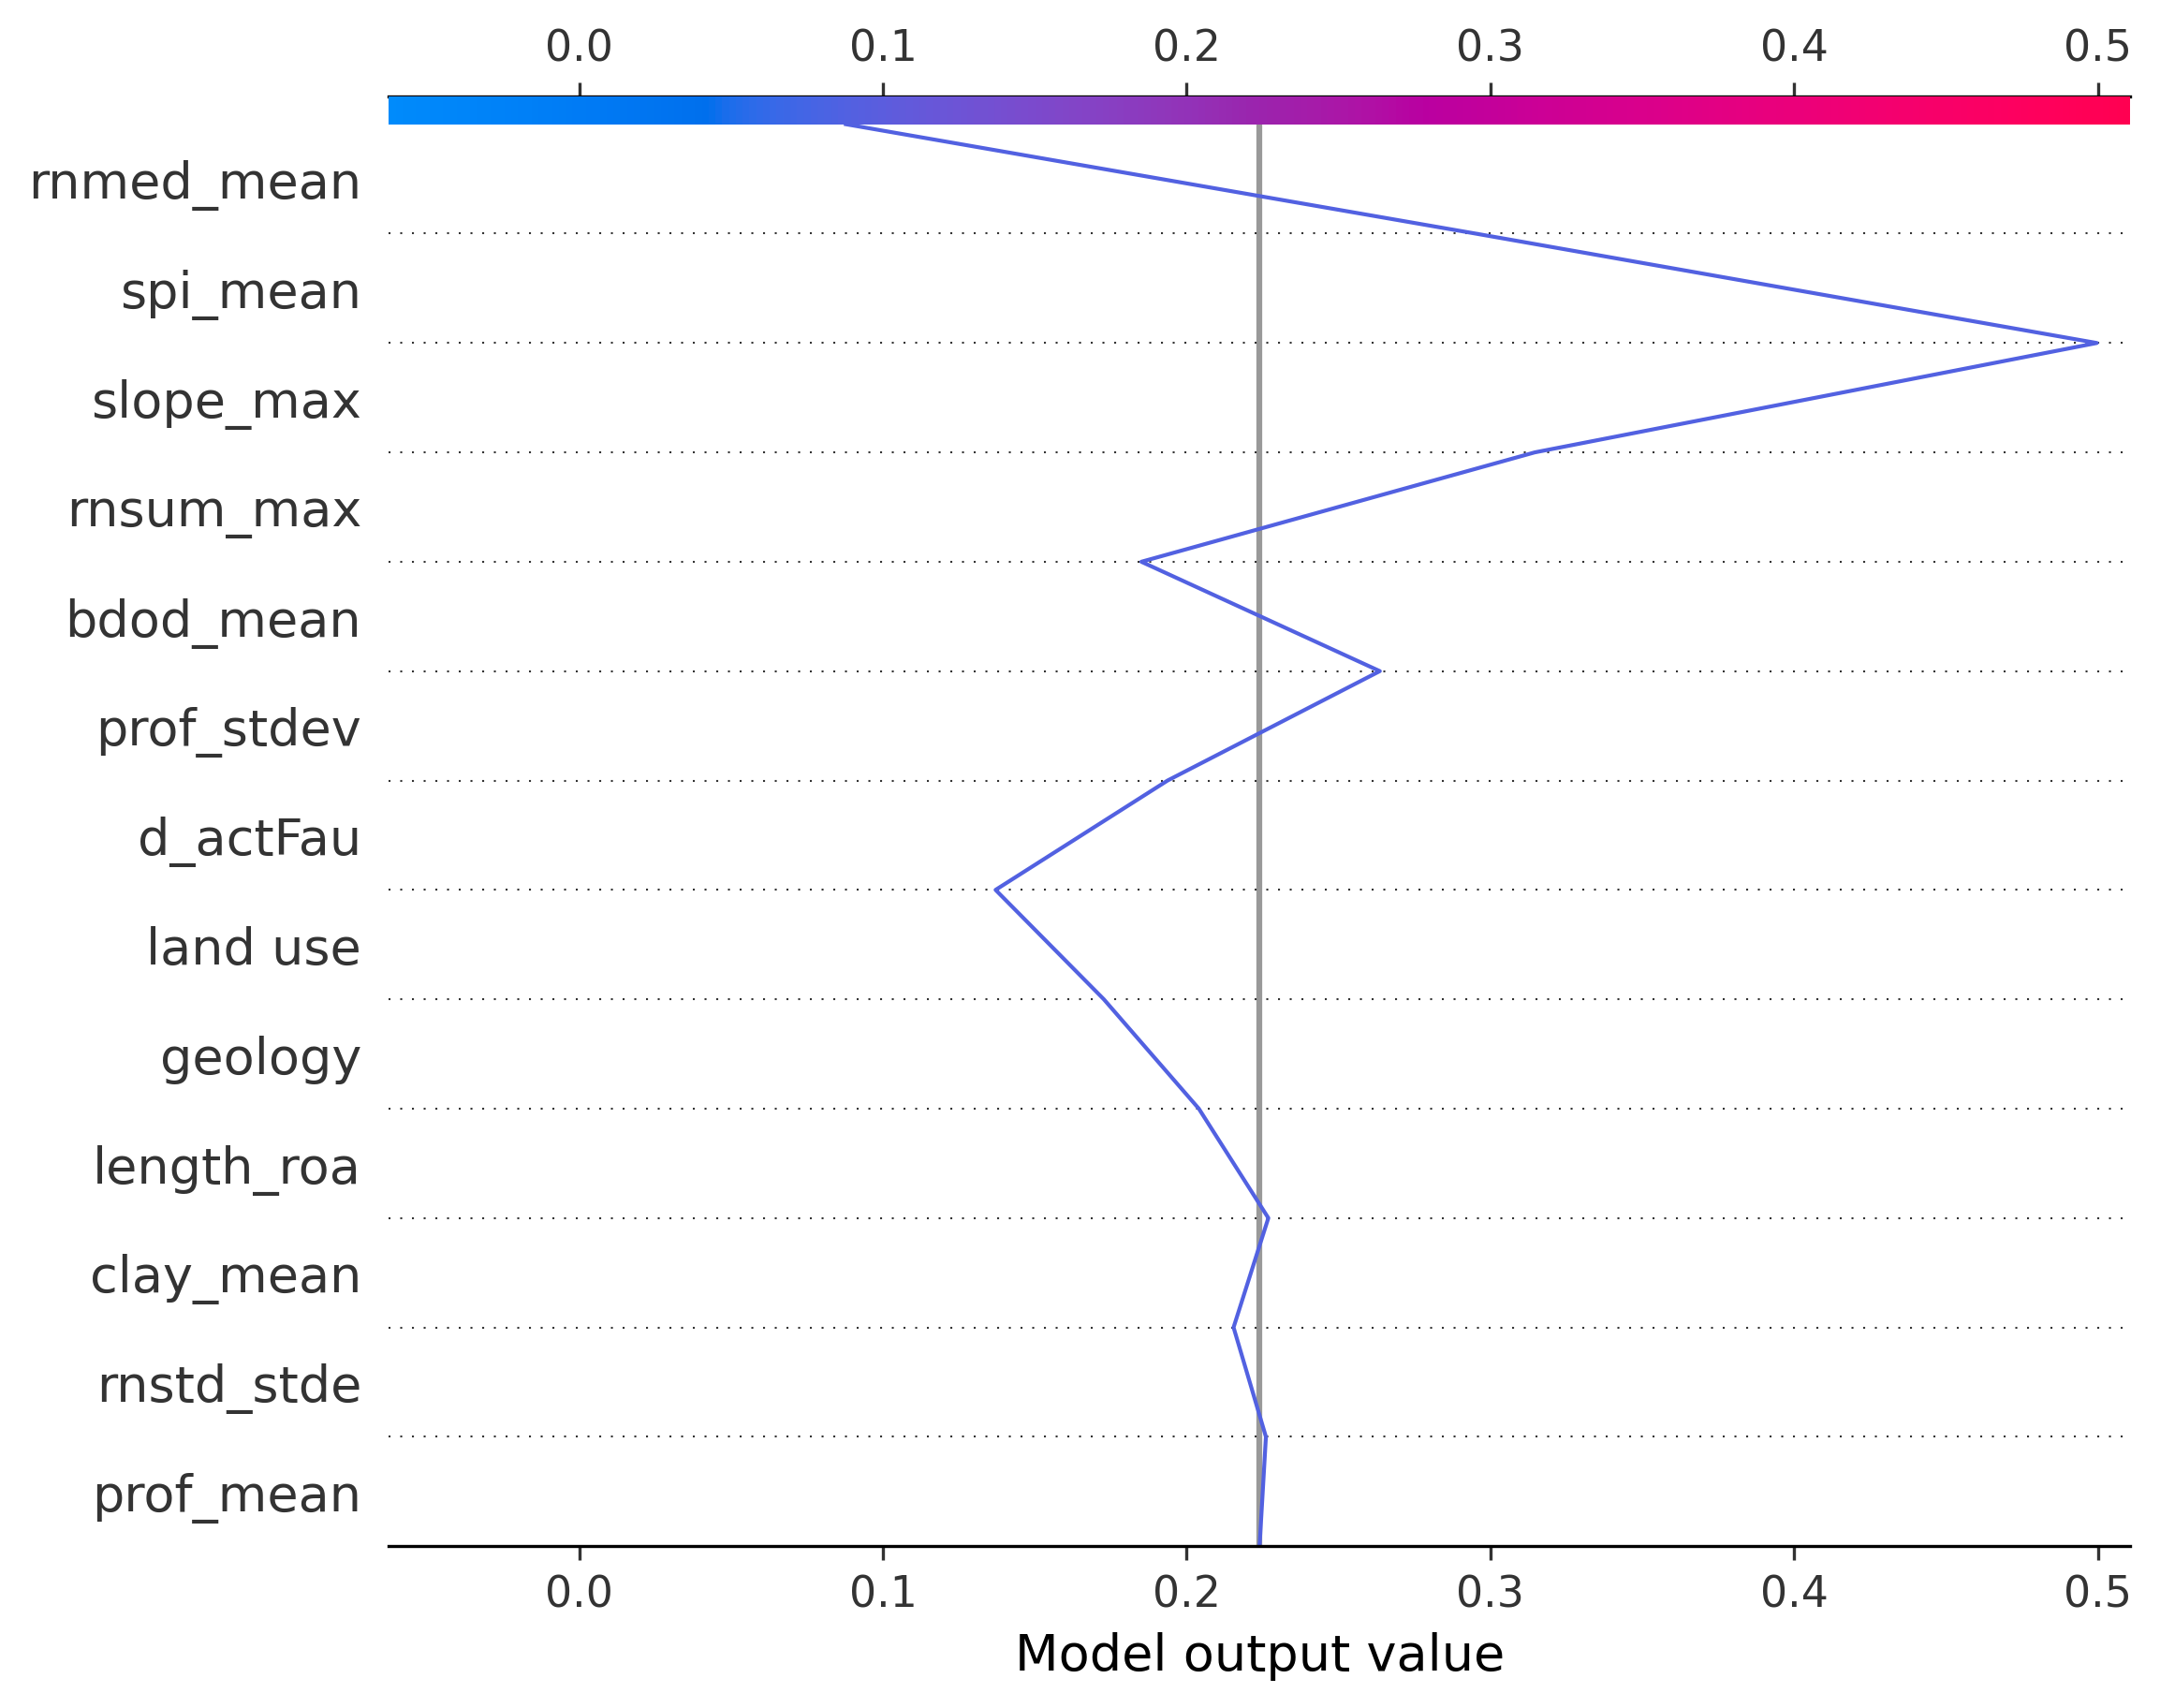 0.0 0.1 0.2 0.3 0.4 0.5
rnmed_mean
spi_mean
slope_max
rnsum_max
bdod_mean
prof_stdev
d_actFau
land use
geology
length_roa
clay_mean
rnstd_stde
prof_mean
0.0 0.1 0.2 0.3 0.4 0.5
Model output value